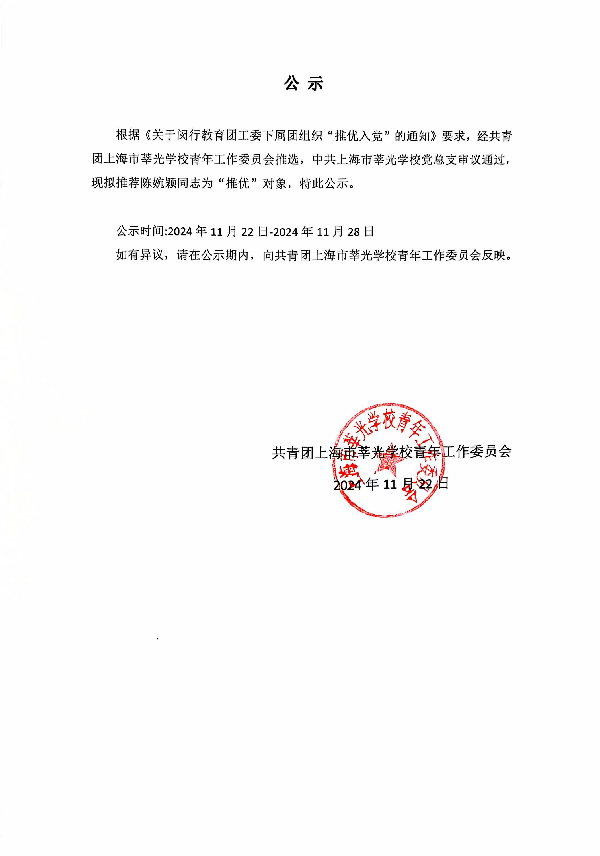 公 示
根据《关于闵行教育团工委下属团组织“推优入党”的通知》要求，经共青
团上海市莘光学校青年工作委员会推选，中共上海市莘光学校党总支审议通过，
现拟推荐陈婉颖同志为“推优”对象，特此公示。
公示时间:2024 年 11 月 22 日-2024 年 11 月 28 日
如有异议，请在公示期内，向共青团上海市莘光学校青年工作委员会反映。
上海市莘光学校青年工作委员会
共青团上海市莘光学校青年工作委员会
2024 年 11 月 22 日